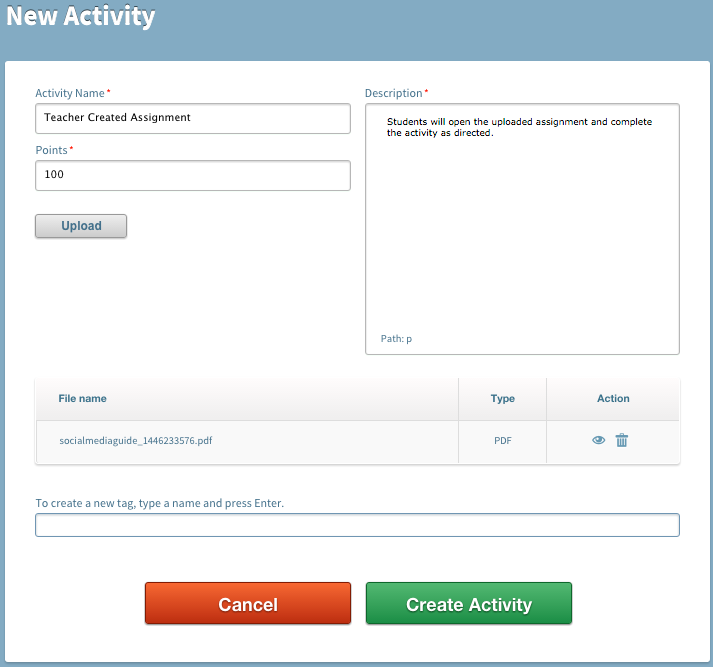 New Activity
Activity Name*
Teacher Created Assignment
Points*
100
Upload
Description*
Students will open the uploaded assignment and complete
the activity as directed.
Path: p
File name Type Action
socialmediaguide_1446233576.pdf PDF
To create a new tag, type a name and press Enter.
Cancel Create Activity